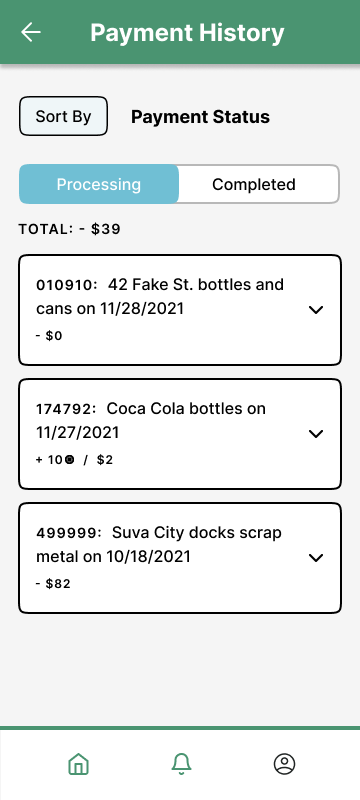 Payment History
Sort By
Payment Status
Processing
Completed
TOTAL: - $39
010910: 42 Fake St. bottles and
cans on 11/28/2021
- $0
174792: Coca Cola bottles on
11/27/2021
+ 10 / $2
499999: Suva City docks scrap
metal on 10/18/2021
- $82